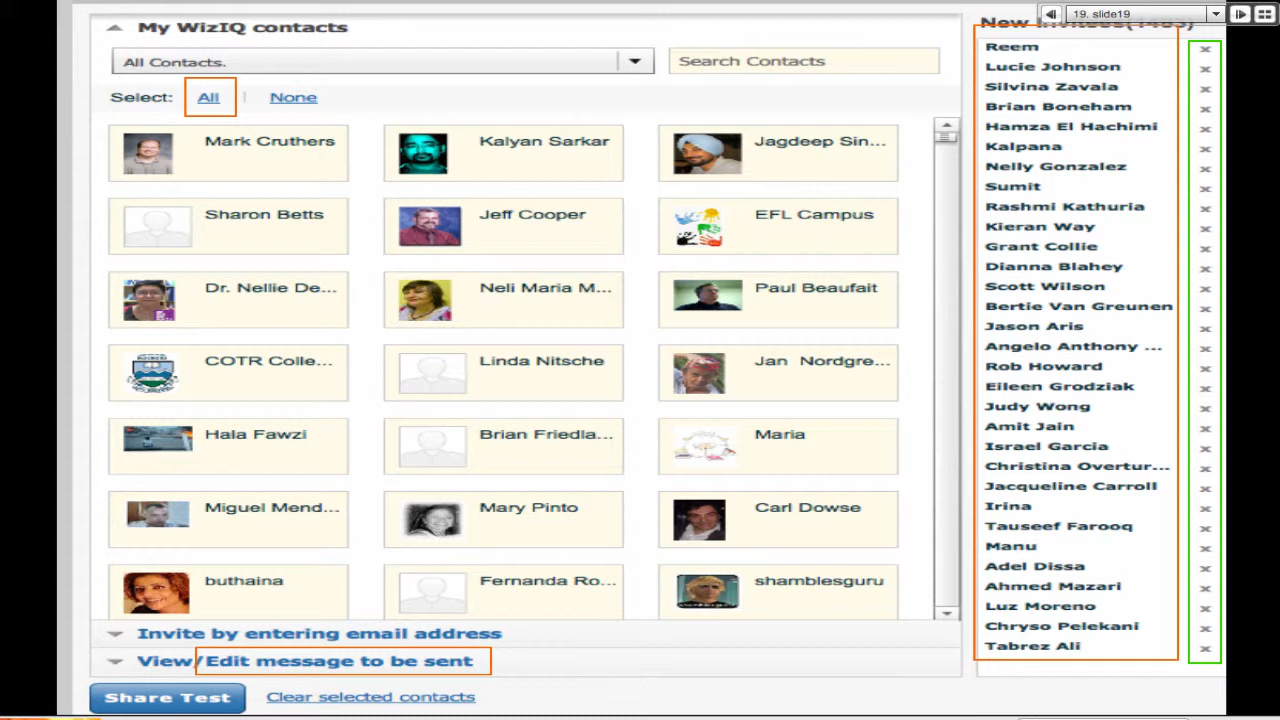 19. slide19
My WizIQ contacts
All Contacts.
Search Contacts
Select: All | None
Mark Cruthers
Kalyan Sarkar
Jagdeep Sin...
Sharon Betts
Jeff Cooper
EFL Campus
Dr. Nellie De...
Neli Maria M...
Paul Beaufait
COTR Colle...
Linda Nitsche
Jan Nordgre...
Hala Fawzi
Brian Friedla...
Maria
Miguel Mend...
Mary Pinto
Carl Dowse
buthaina
Fernanda Ro...
shamblesguru
Invite by entering email address
View/Edit message to be sent
Share Test
Clear selected contacts
New Invitees(1483)
Reem
Lucie Johnson
Silvina Zavala
Brian Boneham
Hamza El Hachimi
Kalpana
Nelly Gonzalez
Sumit
Rashmi Kathuria
Kieran Way
Grant Collie
Dianna Blahey
Scott Wilson
Bertie Van Greunen
Jason Aris
Angelo Anthony ...
Rob Howard
Eileen Grodziak
Judy Wong
Amit Jain
Israel Garcia
Christina Overtur...
Jacqueline Carroll
Irina
Tauseef Farooq
Manu
Adel Dissa
Ahmed Mazari
Luz Moreno
Chryso Pelekani
Tabrez Ali